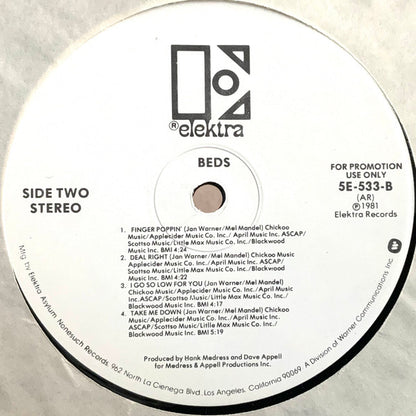 ® elektra
BEDS
SIDE TWO
STEREO
FOR PROMOTION
USE ONLY
5E-533-B
(AR)
Ⓟ1981
Elektra Records
1. FINGER POPPIN' (Jan Warner/Mel Mandel) Chickoo
Music/Applecider Music Co. Inc./ April Music Inc. ASCAP/
Scottso Music/Little Max Music Co. Inc./Blackwood
Music Inc. BMI 4:24
2. DEAL RIGHT (Jan Warner/Mel Mandel) Chickoo Music/
Applecider Music Co. Inc./April Music Inc. ASCAP/
Scottso Music/Little Max Music Co. Inc./Blackwood
Music Inc. BMI 4:22
3. I GO SO LOW FOR YOU (Jan Warner/Mel Mandel)
Chickoo Music/Applecider Music Co. Inc./April Music
Inc.ASCAP/Scottso Music/Little Max Music Co. Inc./
Blackwood Music Inc. BMI 4:17
4. TAKE ME DOWN (Jan Warner/Mel Mandel) Chickoo
Music/Applecider Music Co. Inc./April Music Inc.
ASCAP/Scottso Music/Little Max Music Co. Inc./
Blackwood Music Inc. BMI 5:19
Produced by Hank Medress and Dave Appell
for Medress & Appell Productions Inc.
Mfg. by Elektra/Asylum/Nonesuch Records, 962 North La Cienega Blvd., Los Angeles, California 90069. A Division of Warner Communications Inc.